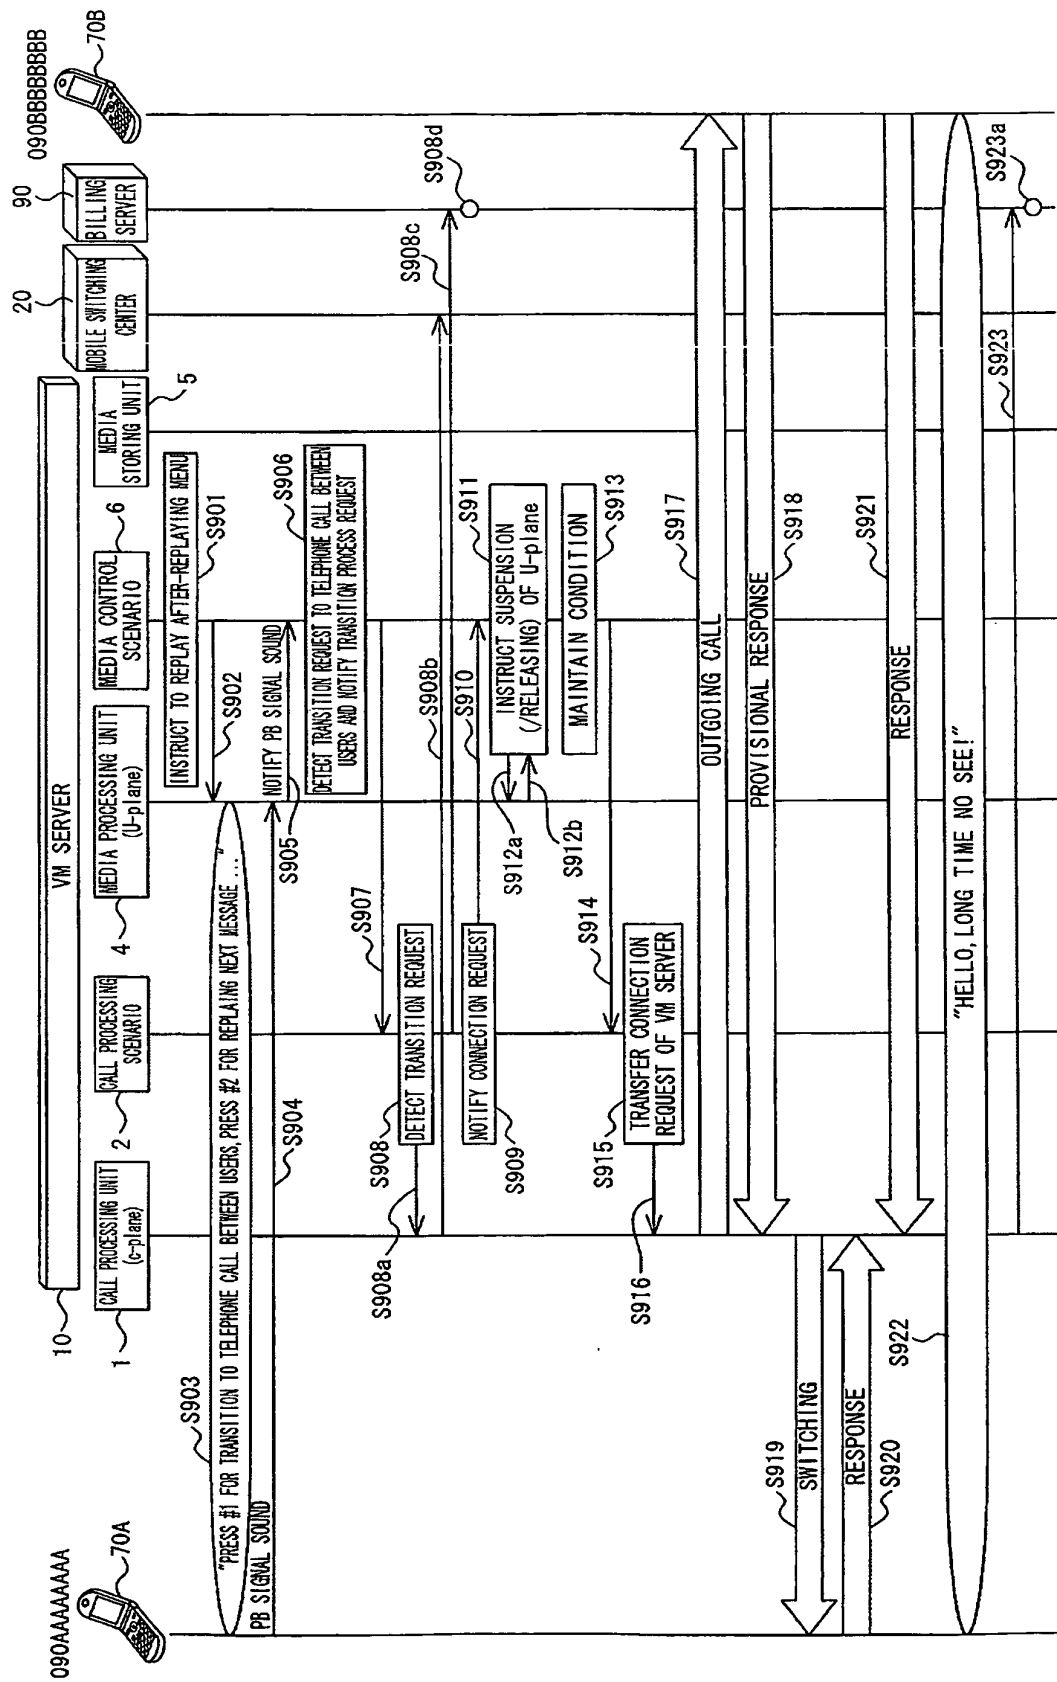 090AAAAAAAA
70A
10
VM SERVER
1
CALL PROCESSING UNIT
(c-plane)
2
CALL PROCESSING
SCENARIO
4
MEDIA PROCESSING UNIT
(U-plane)
MEDIA CONTROL
SCENARIO
6
MEDIA
STORING UNIT
5
20
MOBILE SWITCHING
CENTER
90
BILLING
SERVER
090BBBBBBBB
70B
INSTRUCT TO REPLAY AFTER-REPLAYING MENU
S901
S902
S903
"PRESS #1 FOR TRANSITION TO TELEPHONE CALL BETWEEN USERS, PRESS #2 FOR REPLAING NEXT MESSAGE ..."
PB SIGNAL SOUND
S904
NOTIFY PB SIGNAL SOUND
S905
S906
DETECT TRANSITION REQUEST TO TELEPHONE CALL BETWEEN
USERS AND NOTIFY TRANSITION PROCESS REQUEST
S907
S908
DETECT TRANSITION REQUEST
S908a
S908b
S908c
S908d
NOTIFY CONNECTION REQUEST
S909
S910
S911
INSTRUCT SUSPENSION
(/RELEASING) OF U-plane
S912a
S912b
MAINTAIN CONDITION
S913
S914
S915
TRANSFER CONNECTION
REQUEST OF VM SERVER
S916
OUTGOING CALL
S917
PROVISIONAL RESPONSE
S918
S919
SWITCHING
RESPONSE
S920
S921
RESPONSE
S922
"HELLO, LONG TIME NO SEE!"
S923
S923a